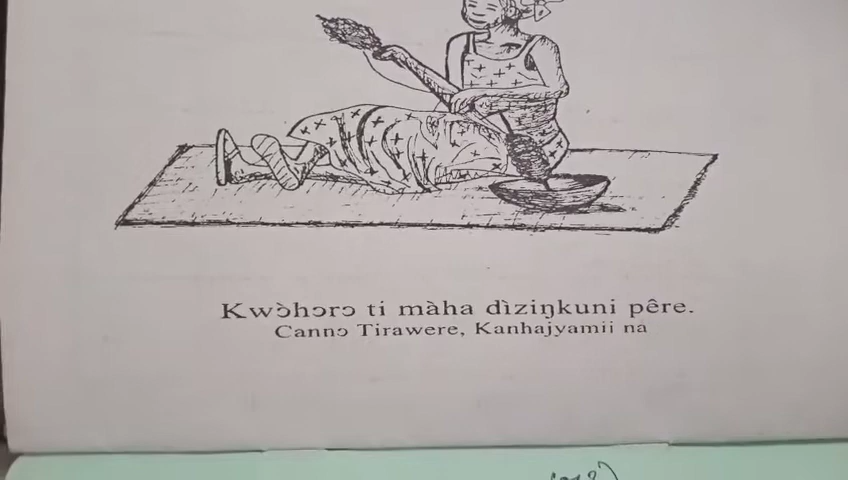 Kwɔ̀hɔrɔ ti màha dìziŋkuni pêre.
Cannɔ Tirawere, Kanhajyamii na